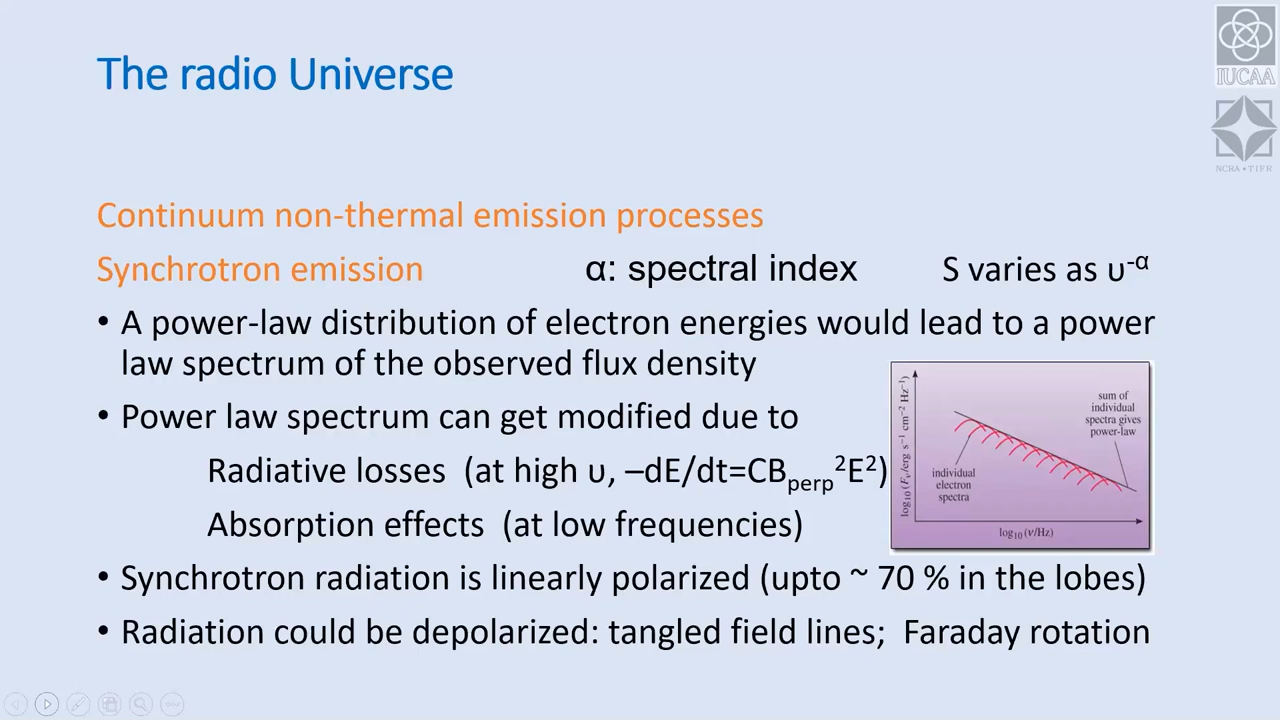 The radio Universe
IUCAA
NCRA • TIFR
Continuum non-thermal emission processes
Synchrotron emission α: spectral index S varies as υ^-α
• A power-law distribution of electron energies would lead to a power
law spectrum of the observed flux density
• Power law spectrum can get modified due to
Radiative losses (at high υ, –dE/dt=CB_perp^2E^2)
Absorption effects (at low frequencies)
• Synchrotron radiation is linearly polarized (upto ~ 70 % in the lobes)
• Radiation could be depolarized: tangled field lines; Faraday rotation
log10 (Fν/erg s^-1 cm^-2 Hz^-1)
sum of
individual
spectra gives
power-law
individual
electron
spectra
log10 (ν/Hz)